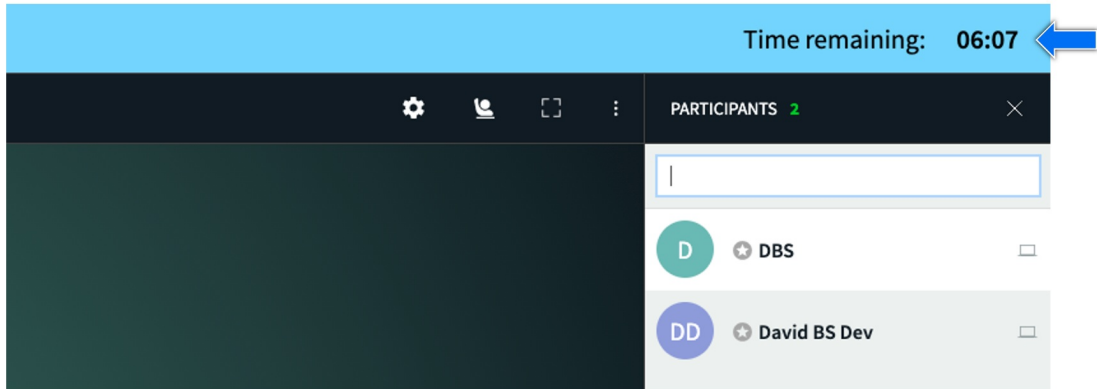 Time remaining: 06:07
PARTICIPANTS 2
D DBS
DD David BS Dev